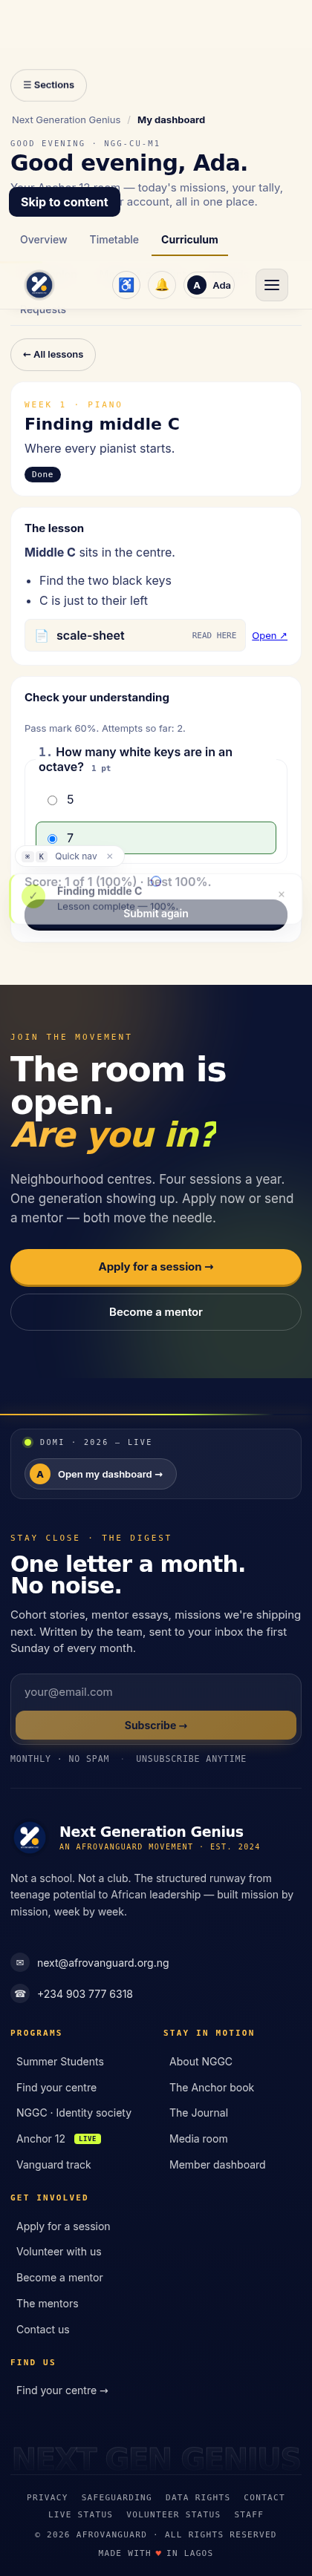 ☰ Sections
Next Generation Genius / My dashboard
GOOD EVENING · NGG-CU-M1
Good evening, Ada.
room — today's missions, your tally,
Skip to content
account, all in one place.
Overview Timetable Curriculum
♿ 🔔 A Ada
Requests
← All lessons
WEEK 1 · PIANO
Finding middle C
Where every pianist starts.
Done
The lesson
Middle C sits in the centre.
• Find the two black keys
• C is just to their left
📄 scale-sheet READ HERE Open ↗
Check your understanding
Pass mark 60%. Attempts so far: 2.
1. How many white keys are in an
octave? 1 pt
5
7
⌘ K Quick nav ×
Score: 1 of 1 (100%) · best 100%.
✓ Finding middle C ×
Lesson complete — 100%.
Submit again
JOIN THE MOVEMENT
The room is
open.
Are you in?
Neighbourhood centres. Four sessions a year.
One generation showing up. Apply now or send
a mentor — both move the needle.
Apply for a session →
Become a mentor
DOMI · 2026 — LIVE
A Open my dashboard →
STAY CLOSE · THE DIGEST
One letter a month.
No noise.
Cohort stories, mentor essays, missions we're shipping
next. Written by the team, sent to your inbox the first
Sunday of every month.
your@email.com
Subscribe →
MONTHLY · NO SPAM · UNSUBSCRIBE ANYTIME
Next Generation Genius
AN AFROVANGUARD MOVEMENT · EST. 2024
Not a school. Not a club. The structured runway from
teenage potential to African leadership — built mission by
mission, week by week.
✉ next@afrovanguard.org.ng
☎ +234 903 777 6318
PROGRAMS
Summer Students
Find your centre
NGGC · Identity society
Anchor 12 LIVE
Vanguard track
STAY IN MOTION
About NGGC
The Anchor book
The Journal
Media room
Member dashboard
GET INVOLVED
Apply for a session
Volunteer with us
Become a mentor
The mentors
Contact us
FIND US
Find your centre →
NEXT GEN GENIUS
PRIVACY SAFEGUARDING DATA RIGHTS CONTACT
LIVE STATUS VOLUNTEER STATUS STAFF
© 2026 AFROVANGUARD · ALL RIGHTS RESERVED
MADE WITH ♥ IN LAGOS